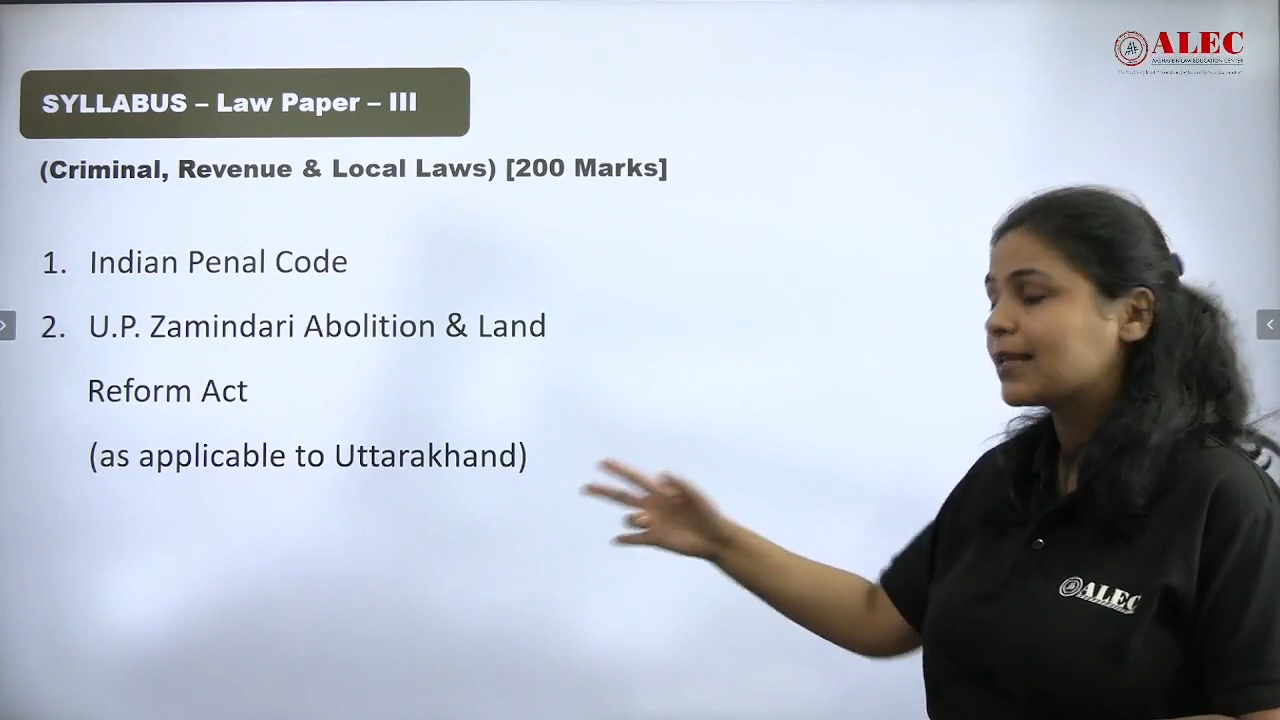 ALEC
SYLLABUS – Law Paper – III
(Criminal, Revenue & Local Laws) [200 Marks]
1. Indian Penal Code
2. U.P. Zamindari Abolition & Land
Reform Act
(as applicable to Uttarakhand)
ALEC